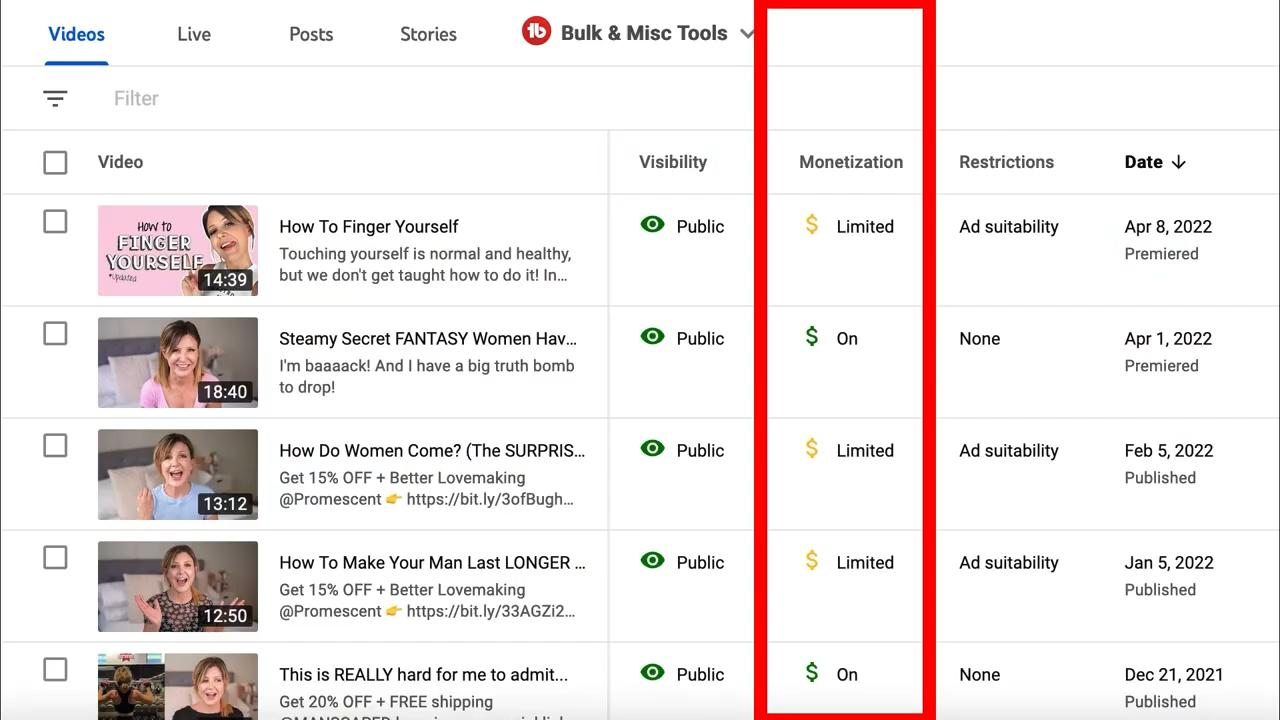 Videos Live Posts Stories tb Bulk & Misc Tools
Filter
Video Visibility Monetization Restrictions Date
HOW TO
FINGER
YOURSELF
*Updated
14:39
How To Finger Yourself
Touching yourself is normal and healthy,
but we don't get taught how to do it! In...
Public Limited Ad suitability Apr 8, 2022
Premiered
18:40
Steamy Secret FANTASY Women Hav...
I'm baaaack! And I have a big truth bomb
to drop!
Public On None Apr 1, 2022
Premiered
13:12
How Do Women Come? (The SURPRIS...
Get 15% OFF + Better Lovemaking
@Promescent 👉 https://bit.ly/3ofBugh...
Public Limited Ad suitability Feb 5, 2022
Published
12:50
How To Make Your Man Last LONGER ...
Get 15% OFF + Better Lovemaking
@Promescent 👉 https://bit.ly/33AGZi2...
Public Limited Ad suitability Jan 5, 2022
Published
This is REALLY hard for me to admit...
Get 20% OFF + FREE shipping
Public On None Dec 21, 2021
Published